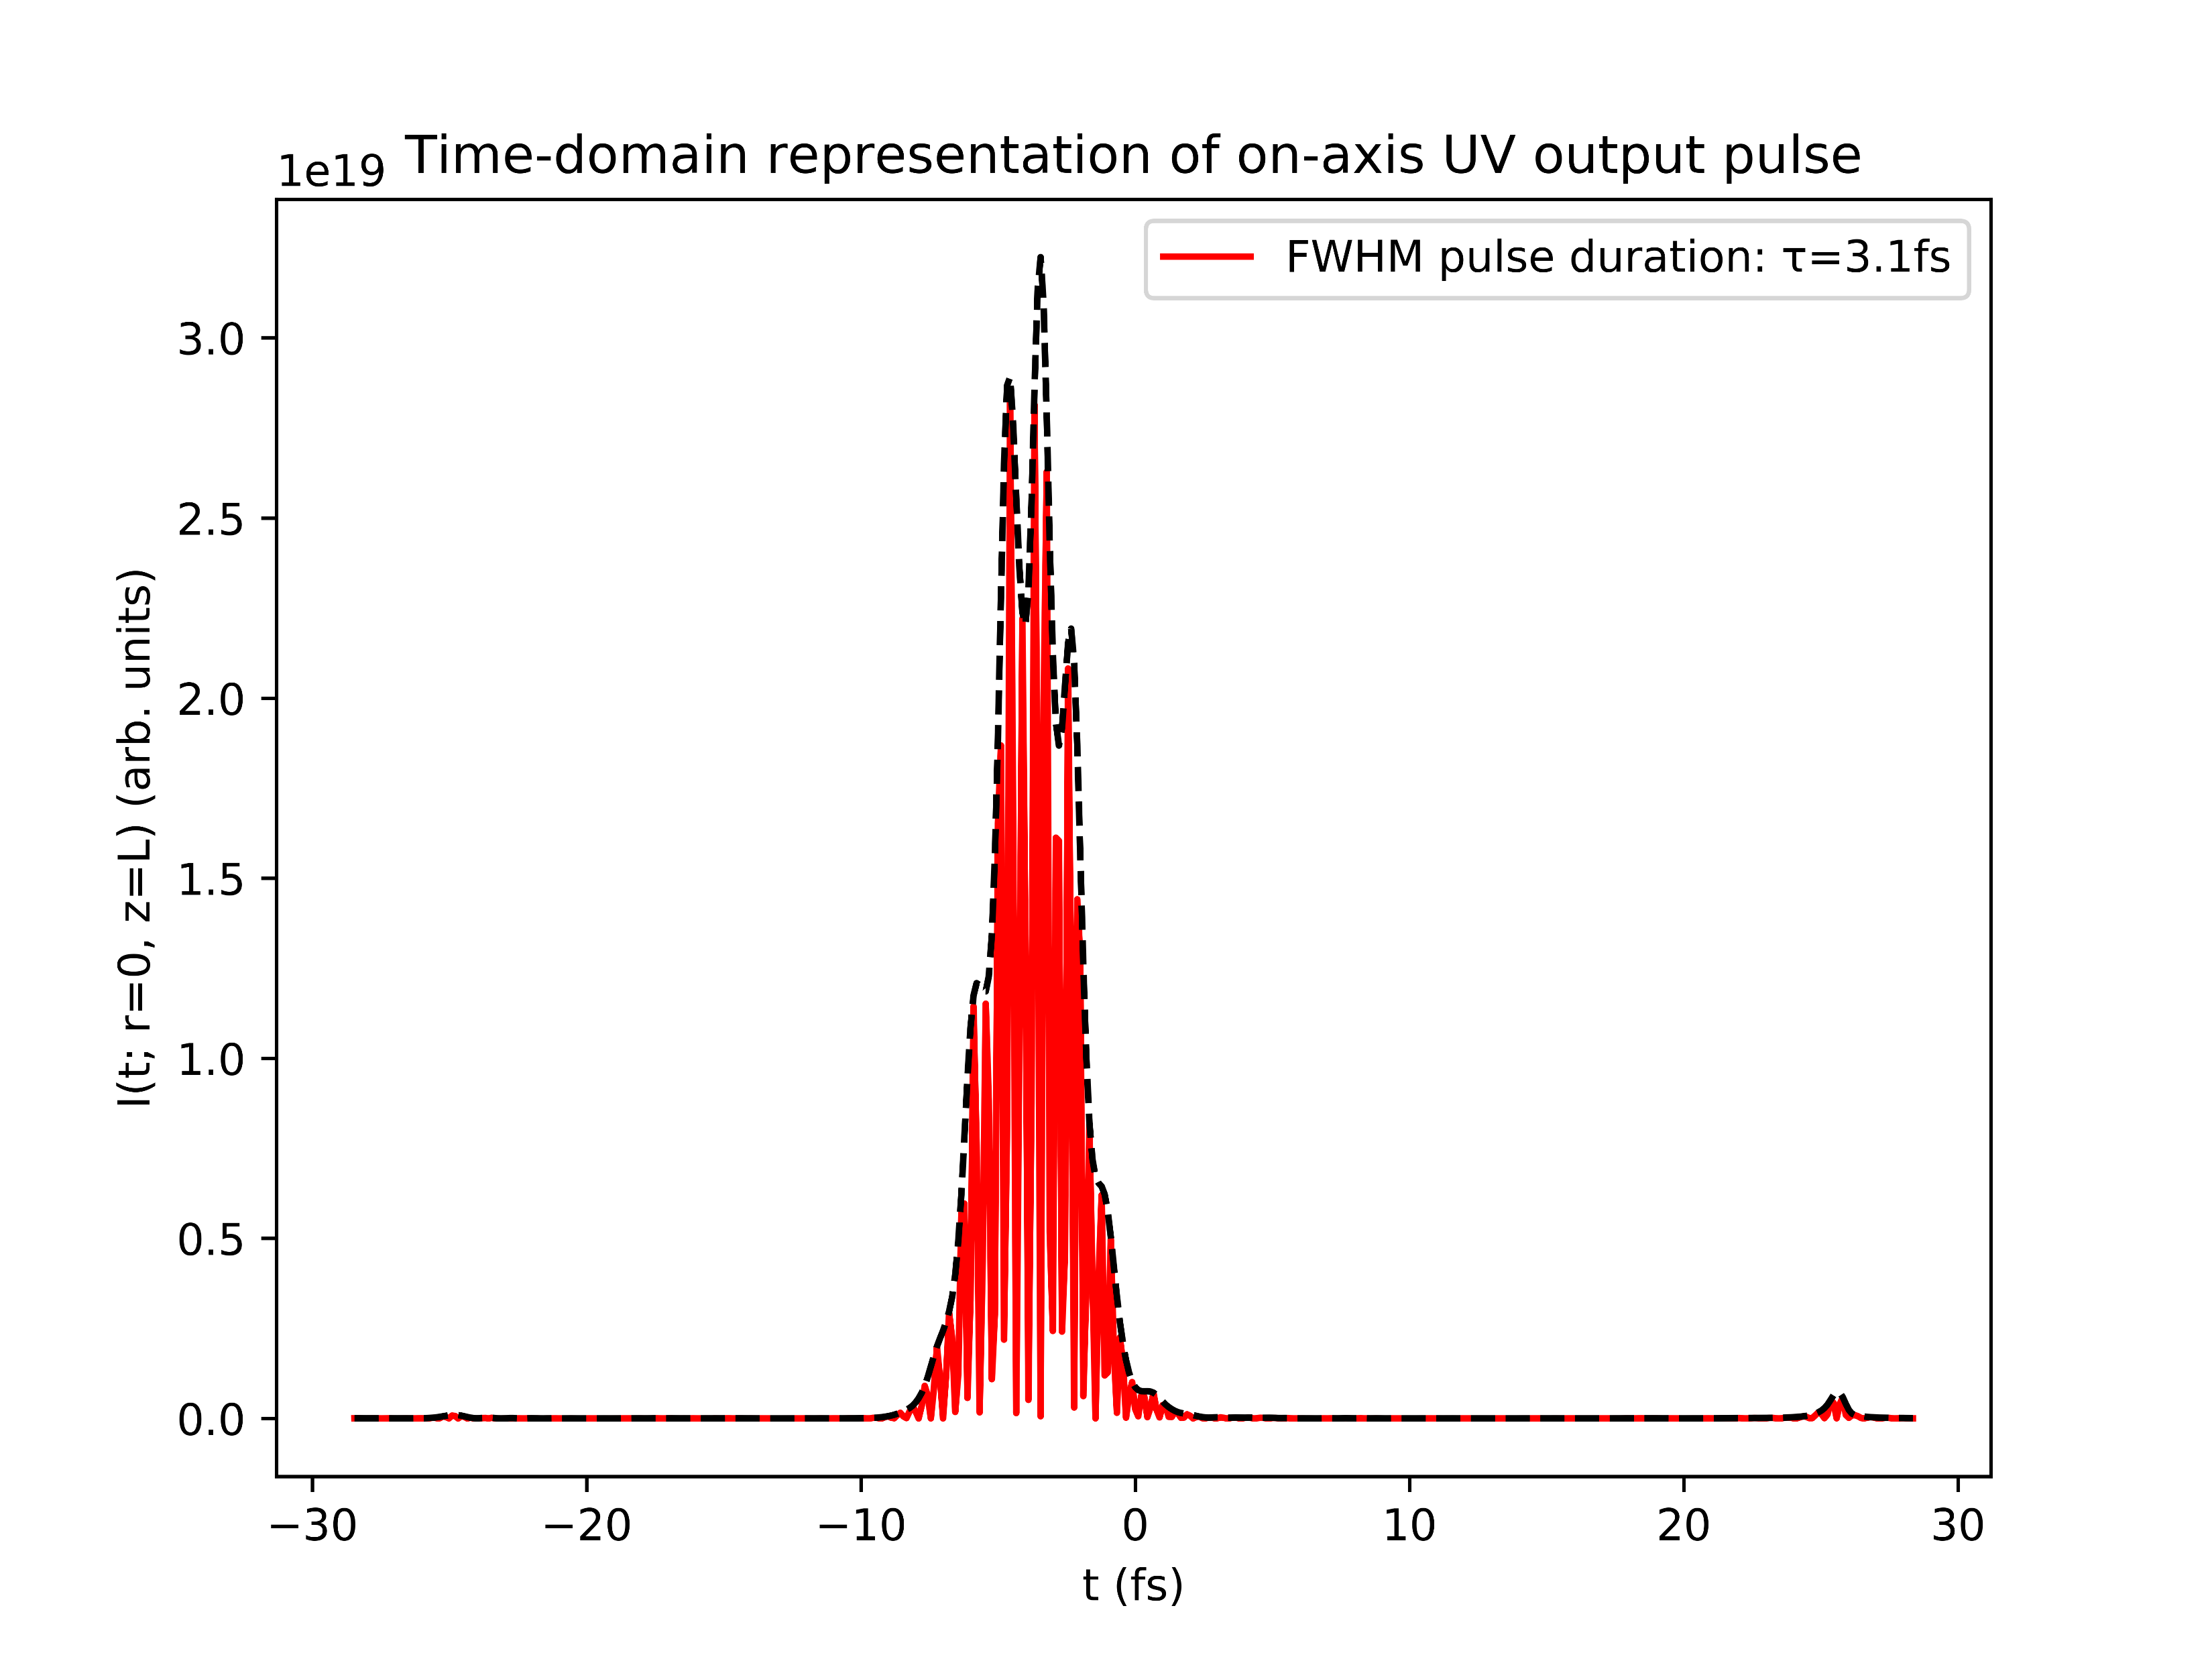 1e19
Time-domain representation of on-axis UV output pulse
FWHM pulse duration: τ=3.1fs
I(t; r=0, z=L) (arb. units)
3.0
2.5
2.0
1.5
1.0
0.5
0.0
−30 −20 −10 0 10 20 30
t (fs)